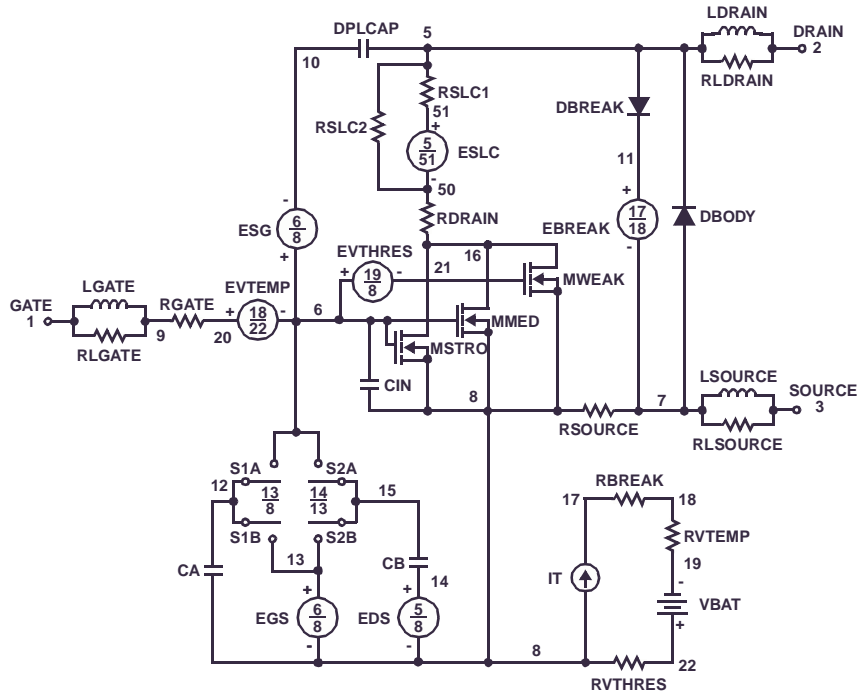 LDRAIN
DPLCAP 5 DRAIN
10 2
RLDRAIN
RSLC1
DBREAK
51
+
RSLC2
5
51
ESLC
11
-
50
-
+
RDRAIN
17
18
DBODY
6
8
ESG
EBREAK
EVTHRES
16
-
+
+ 19
8
- 21
MWEAK
LGATE
EVTEMP
GATE
1
RGATE
+ 18
22
- 6
MMED
9
20
MSTRO
RLGATE
LSOURCE
CIN
8
7
SOURCE
3
RSOURCE
RLSOURCE
S1A S2A
12
13
8
14
13
15
RBREAK
17 18
S1B S2B
RVTEMP
13
CB
19
CA
14
IT
-
+
+
VBAT
EGS
6
8
EDS
5
8
+
-
-
8
22
RVTHRES